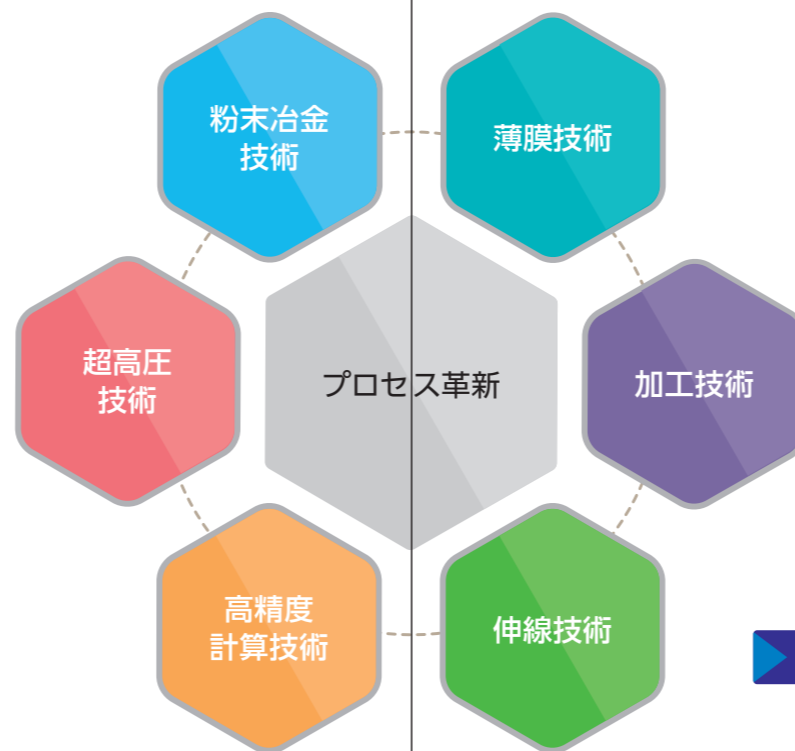 粉末冶金
技術
薄膜技術
超高圧
技術
プロセス革新
加工技術
高精度
計算技術
伸線技術